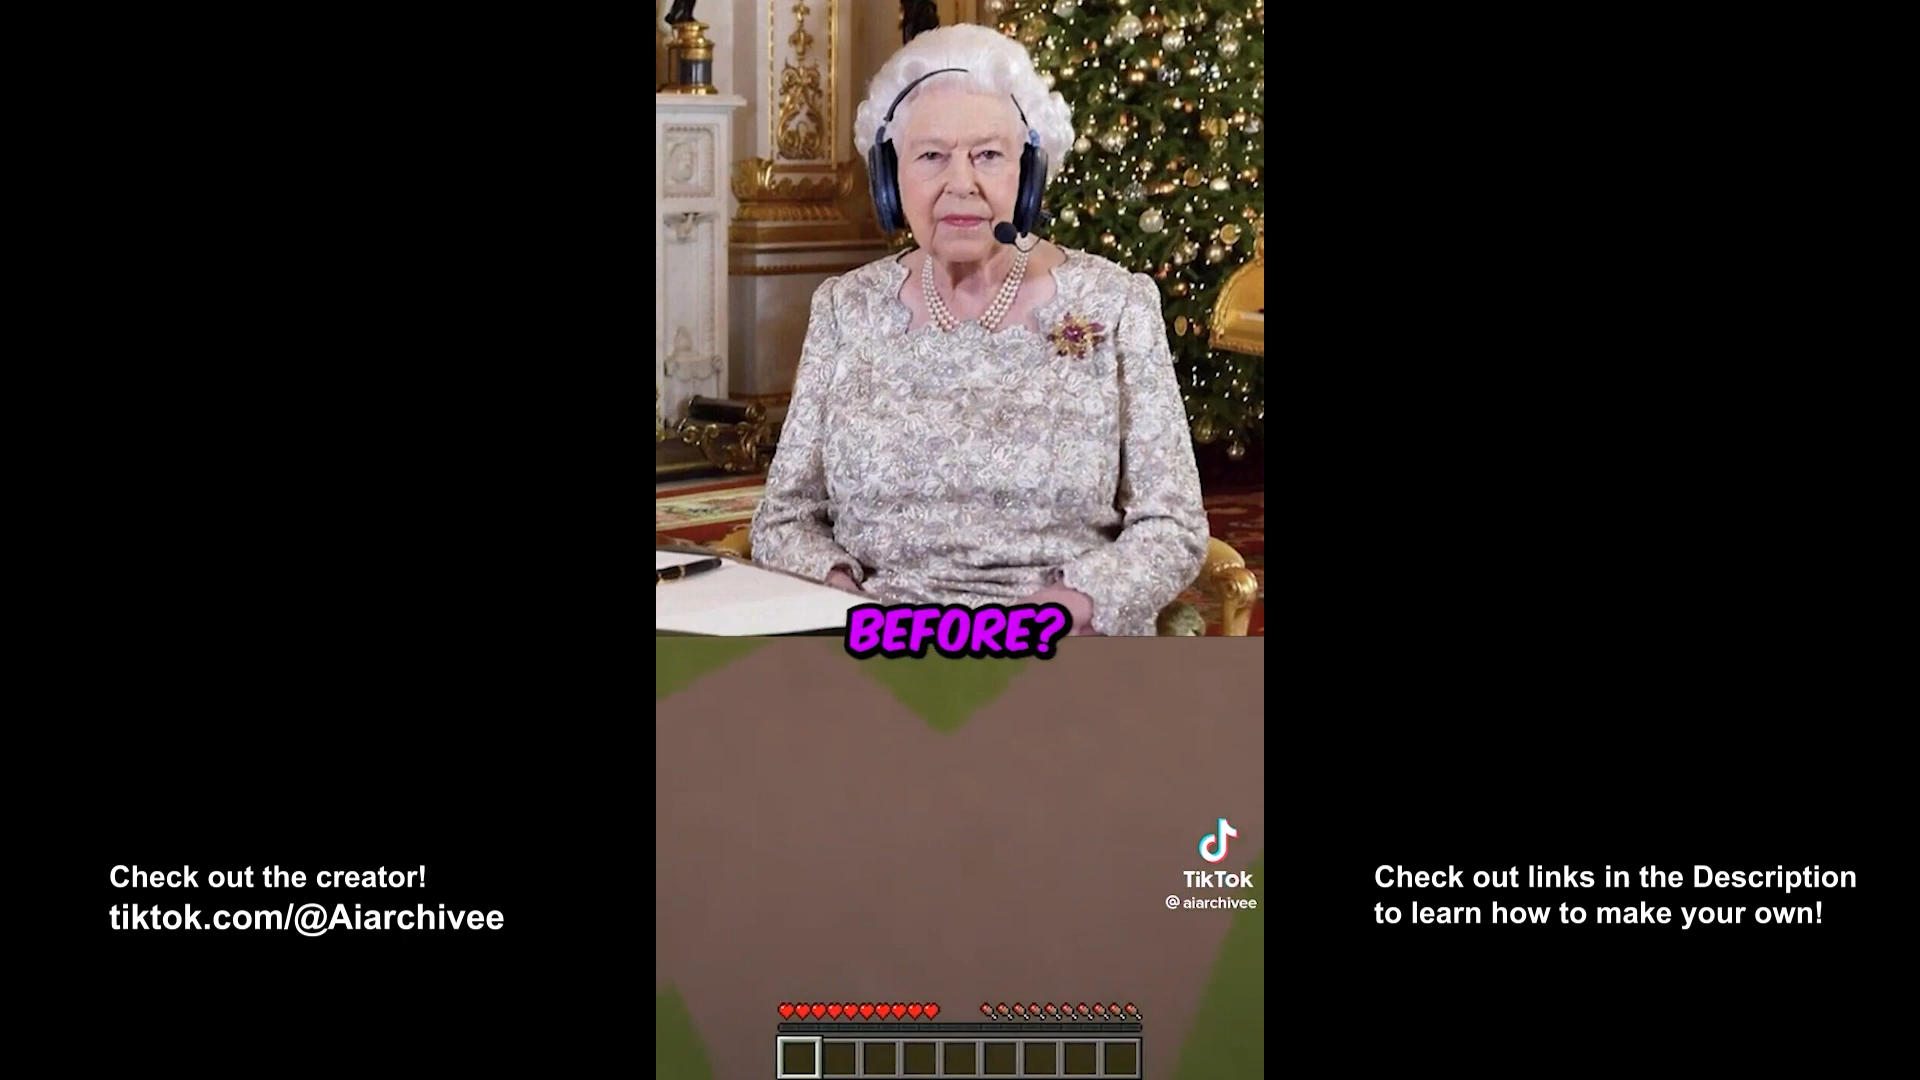 BEFORE?
TikTok
@aiarchivee
Check out the creator!
tiktok.com/@Aiarchivee
Check out links in the Description
to learn how to make your own!